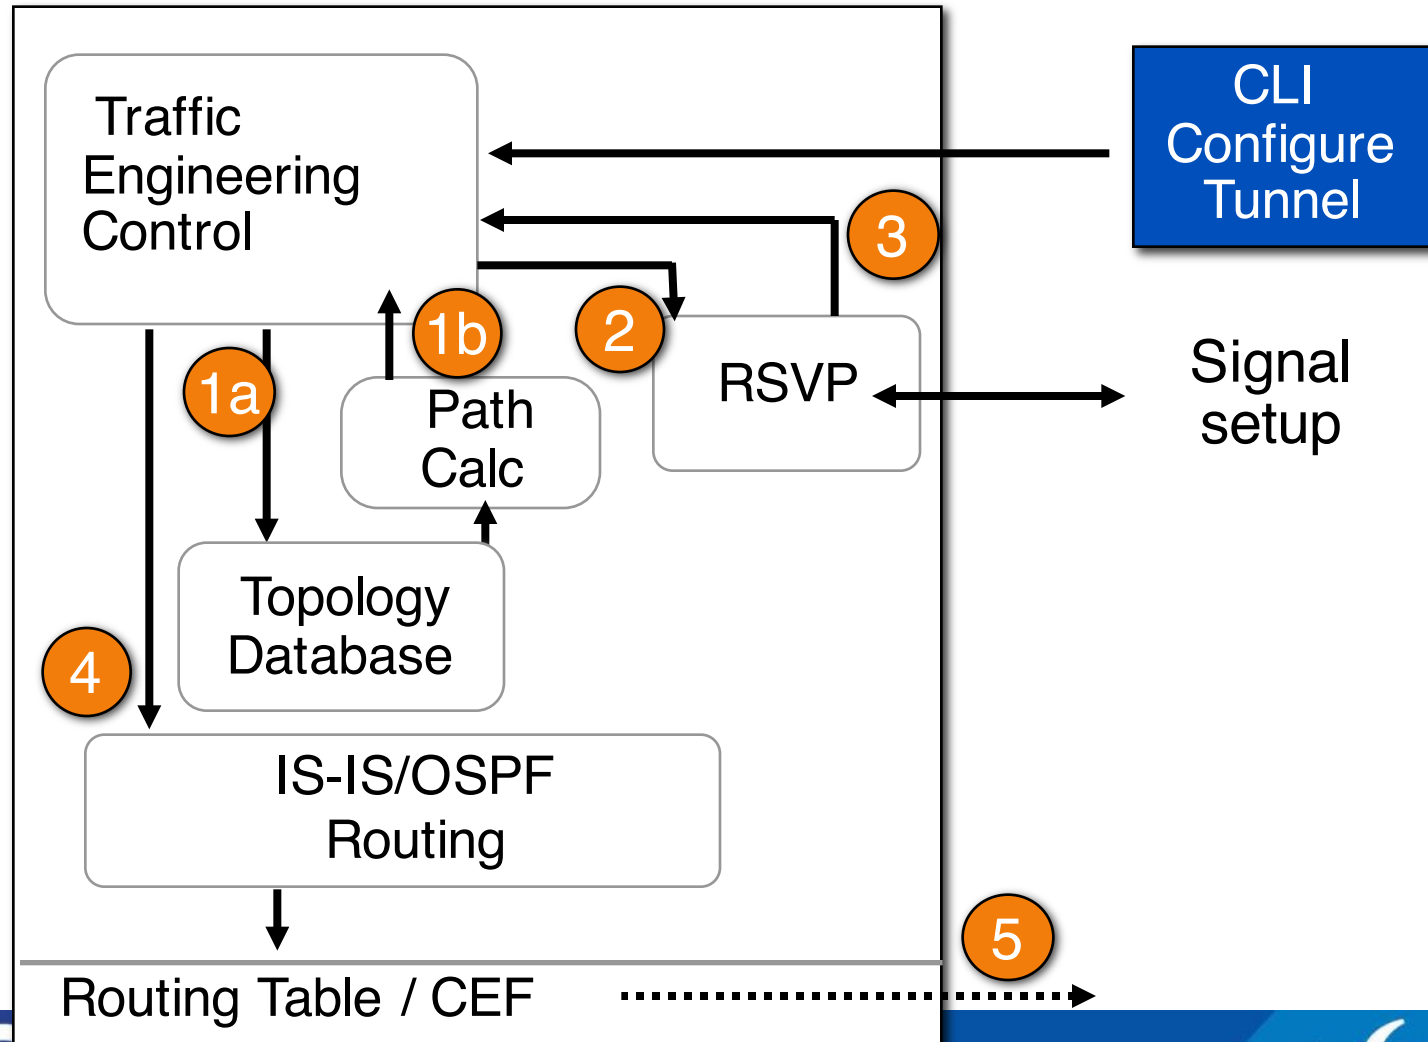 Traffic
Engineering
Control
CLI
Configure
Tunnel
3
1b
2
1a
RSVP
Signal
setup
Path
Calc
Topology
Database
4
IS-IS/OSPF
Routing
5
Routing Table / CEF